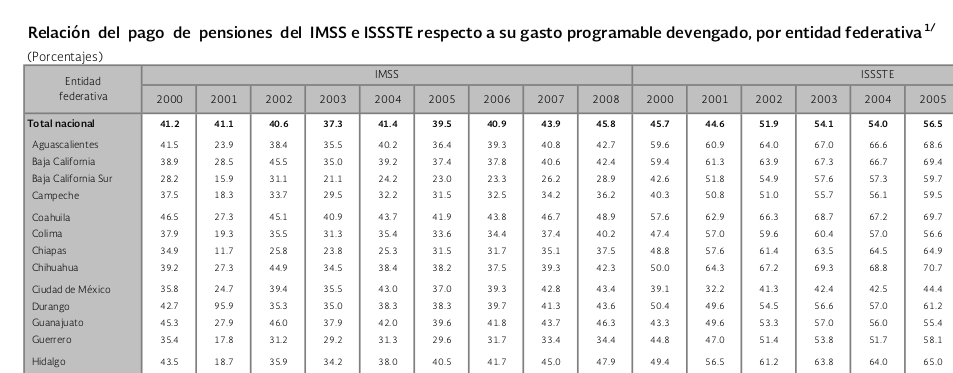 Relación del pago de pensiones del IMSS e ISSSTE respecto a su gasto programable devengado, por entidad federativa 1/
(Porcentajes)
Entidad federativa IMSS ISSSTE
2000 2001 2002 2003 2004 2005 2006 2007 2008 2000 2001 2002 2003 2004 2005
Total nacional 41.2 41.1 40.6 37.3 41.4 39.5 40.9 43.9 45.8 45.7 44.6 51.9 54.1 54.0 56.5
Aguascalientes 41.5 23.9 38.4 35.5 40.2 36.4 39.3 40.8 42.7 59.6 60.9 64.0 67.0 66.6 68.6
Baja California 38.9 28.5 45.5 35.0 39.2 37.4 37.8 40.6 42.4 59.4 61.3 63.9 67.3 66.7 69.4
Baja California Sur 28.2 15.9 31.1 21.1 24.2 23.0 23.3 26.2 28.9 42.6 51.8 54.9 57.6 57.3 59.7
Campeche 37.5 18.3 33.7 29.5 32.2 31.5 32.5 34.2 36.2 40.3 50.8 51.0 55.7 56.1 59.5
Coahuila 46.5 27.3 45.1 40.9 43.7 41.9 43.8 46.7 48.9 57.6 62.9 66.3 68.7 67.2 69.7
Colima 37.9 19.3 35.5 31.3 35.4 33.6 34.4 37.4 40.2 47.4 57.0 59.6 60.4 57.0 56.6
Chiapas 34.9 11.7 25.8 23.8 25.3 31.5 31.7 35.1 37.5 48.8 57.6 61.4 63.5 64.5 64.9
Chihuahua 39.2 27.3 44.9 34.5 38.4 38.2 37.5 39.3 42.3 50.0 64.3 67.2 69.3 68.8 70.7
Ciudad de México 35.8 24.7 39.4 35.5 43.0 37.0 39.3 42.8 43.4 39.1 32.2 41.3 42.4 42.5 44.4
Durango 42.7 95.9 35.3 35.0 38.3 38.3 39.7 41.3 43.6 50.4 49.6 54.5 56.6 57.0 61.2
Guanajuato 45.3 27.9 46.0 37.9 42.0 39.6 41.8 43.7 46.3 43.3 49.6 53.3 57.0 56.0 55.4
Guerrero 35.4 17.8 31.2 29.2 31.3 29.6 31.7 33.4 34.4 44.8 47.0 51.4 53.8 51.7 58.1
Hidalgo 43.5 18.7 35.9 34.2 38.0 40.5 41.7 45.0 47.9 49.4 56.5 61.2 63.8 64.0 65.0